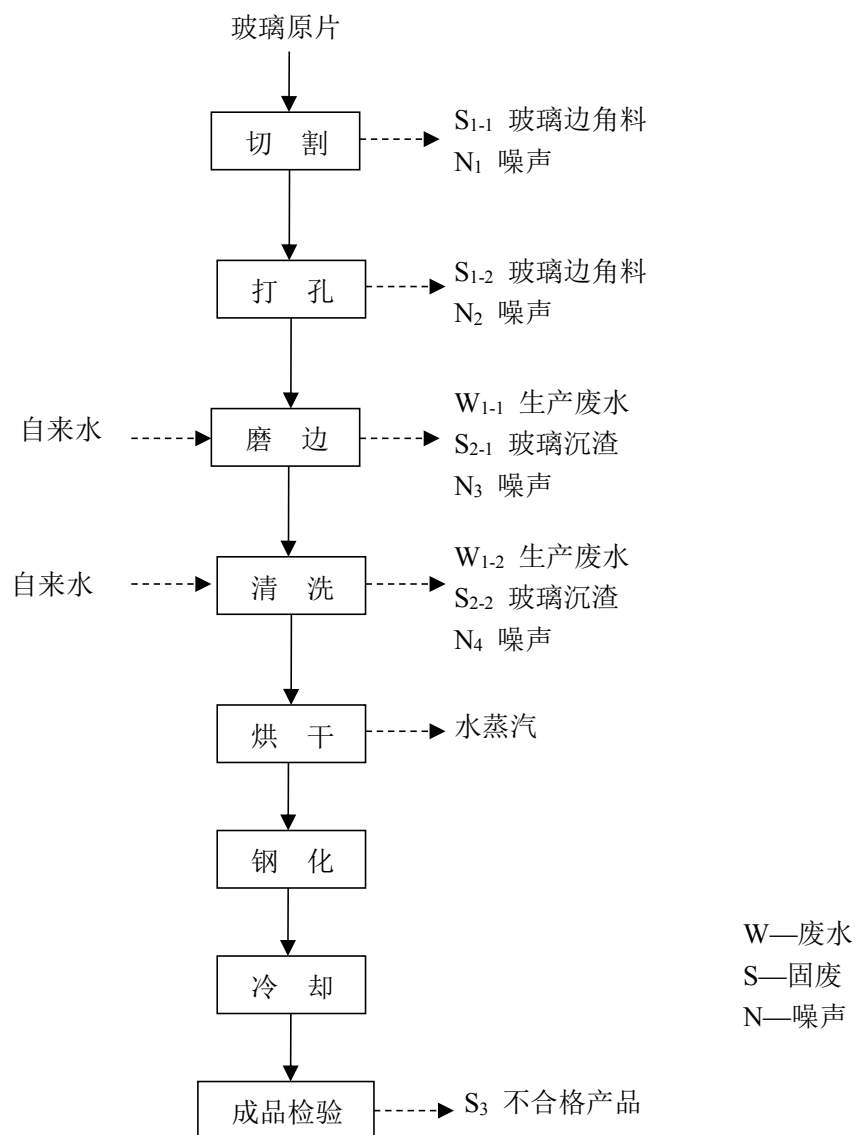 玻璃原片
切 割
S1-1 玻璃边角料
N1 噪声
打 孔
S1-2 玻璃边角料
N2 噪声
自来水
磨 边
W1-1 生产废水
S2-1 玻璃沉渣
N3 噪声
自来水
清 洗
W1-2 生产废水
S2-2 玻璃沉渣
N4 噪声
烘 干
水蒸汽
钢 化
冷 却
W—废水
S—固废
N—噪声
成品检验
S3 不合格产品